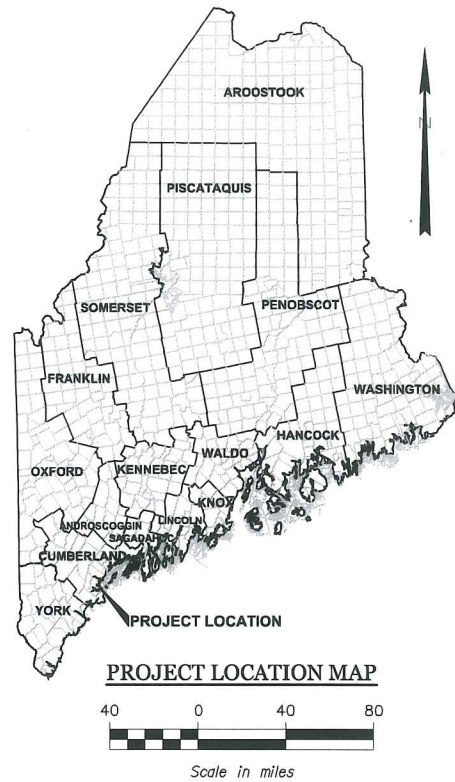 AROOSTOOK
N
PISCATAQUIS
SOMERSET
PENOBSCOT
FRANKLIN
WASHINGTON
HANCOCK
WALDO
OXFORD
KENNEBEC
KNOX
LINCOLN
ANDROSCOGGIN
SAGADAHOC
CUMBERLAND
YORK
PROJECT LOCATION
PROJECT LOCATION MAP
40 0 40 80
Scale in miles